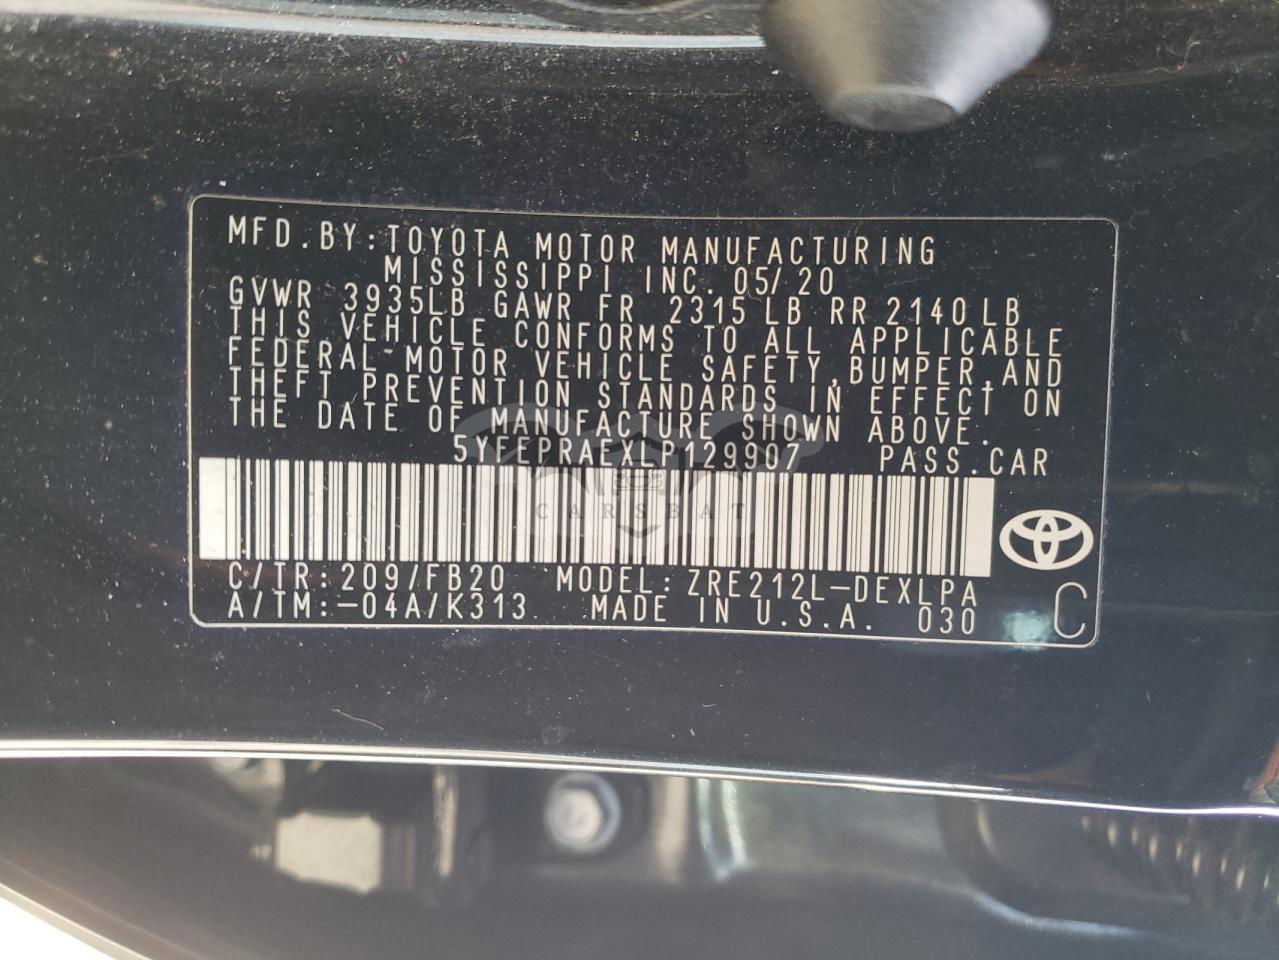 MFD.BY:TOYOTA MOTOR MANUFACTURING
MISSISSIPPI INC. 05/20
GVWR 3935LB GAWR FR 2315 LB RR 2140 LB
THIS VEHICLE CONFORMS TO ALL APPLICABLE
FEDERAL MOTOR VEHICLE SAFETY,BUMPER,AND
THEFT PREVENTION STANDARDS IN EFFECT ON
THE DATE OF MANUFACTURE SHOWN ABOVE.
5YFEPRAEXLP129907 PASS.CAR
CARSBAT
C/TR:209/FB20 MODEL:ZRE212L-DEXLPA
A/TM:-04A/K313 MADE IN U.S.A. 030 C